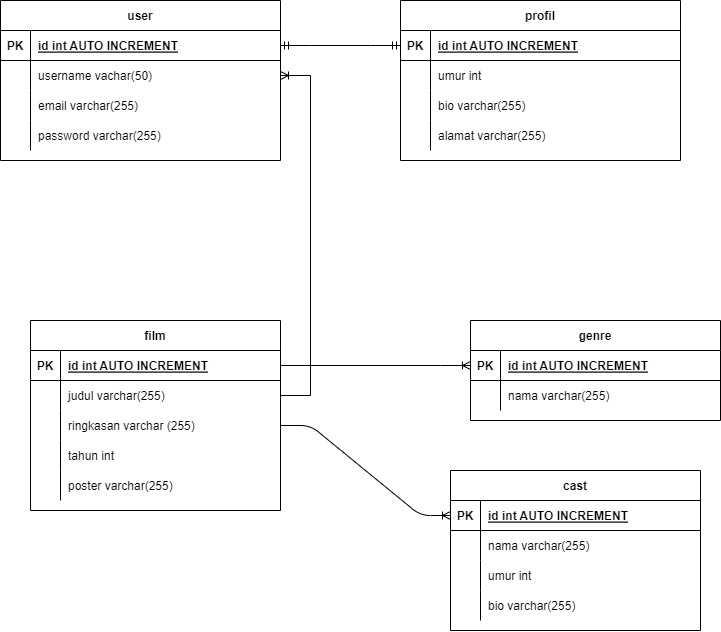 user
PK id int AUTO INCREMENT
username vachar(50)
email varchar(255)
password varchar(255)
profil
PK id int AUTO INCREMENT
umur int
bio varchar(255)
alamat varchar(255)
film
PK id int AUTO INCREMENT
judul varchar(255)
ringkasan varchar (255)
tahun int
poster varchar(255)
genre
PK id int AUTO INCREMENT
nama varchar(255)
cast
PK id int AUTO INCREMENT
nama varchar(255)
umur int
bio varchar(255)